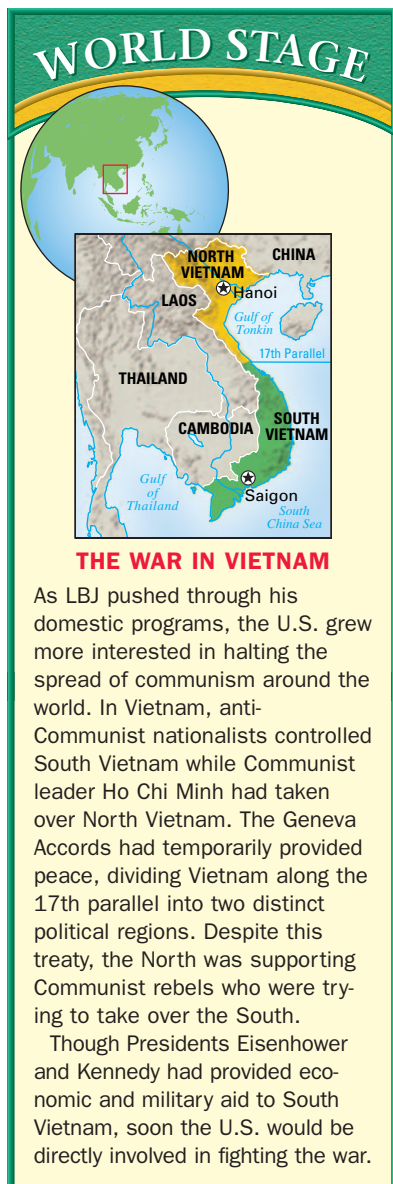 WORLD STAGE
NORTH
VIETNAM
CHINA
Hanoi
LAOS
Gulf of
Tonkin
17th Parallel
THAILAND
CAMBODIA
SOUTH
VIETNAM
Gulf
of
Thailand
Saigon
South
China Sea
THE WAR IN VIETNAM
As LBJ pushed through his
domestic programs, the U.S. grew
more interested in halting the
spread of communism around the
world. In Vietnam, anti-
Communist nationalists controlled
South Vietnam while Communist
leader Ho Chi Minh had taken
over North Vietnam. The Geneva
Accords had temporarily provided
peace, dividing Vietnam along the
17th parallel into two distinct
political regions. Despite this
treaty, the North was supporting
Communist rebels who were try-
ing to take over the South.
Though Presidents Eisenhower
and Kennedy had provided eco-
nomic and military aid to South
Vietnam, soon the U.S. would be
directly involved in fighting the war.